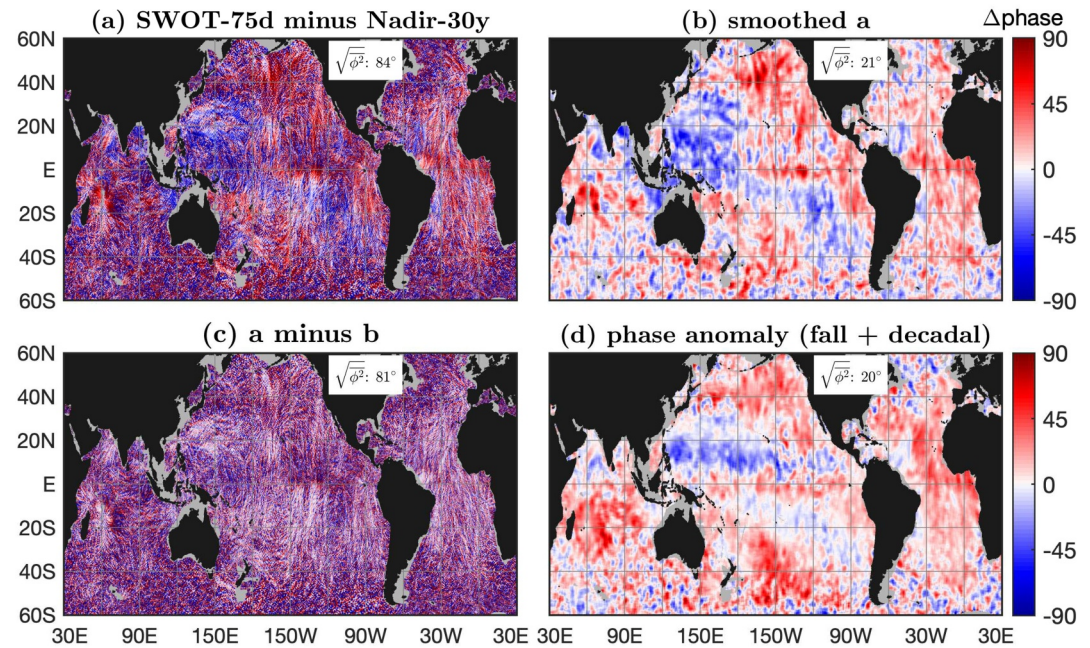 (a) SWOT-75d minus Nadir-30y
(b) smoothed a
Δphase
60N
40N
20N
E
20S
40S
60S
√φ²: 84°
√φ²: 21°
90
45
0
-45
-90
(c) a minus b
(d) phase anomaly (fall + decadal)
60N
40N
20N
E
20S
40S
60S
√φ²: 81°
√φ²: 20°
90
45
0
-45
-90
30E 90E 150E 150W 90W 30W 30E
30E 90E 150E 150W 90W 30W 30E